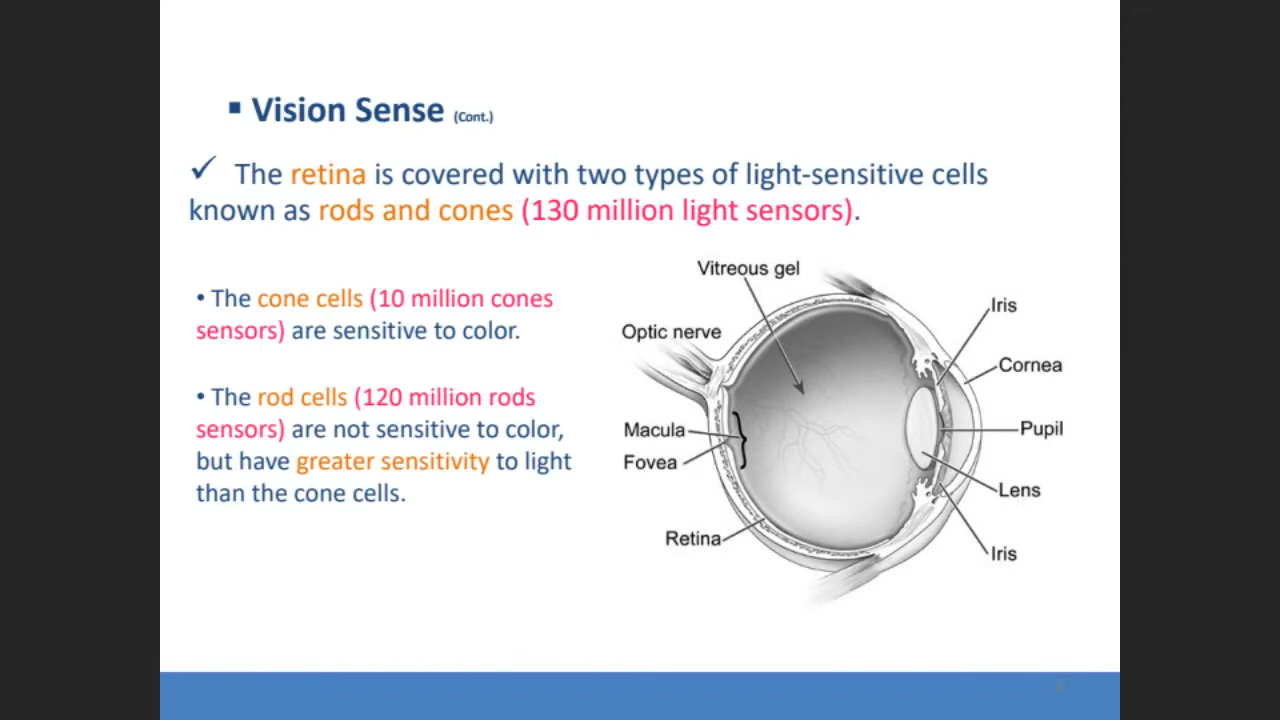 ▪ Vision Sense (Cont.)
✓ The retina is covered with two types of light-sensitive cells
known as rods and cones (130 million light sensors).
• The cone cells (10 million cones
sensors) are sensitive to color.
• The rod cells (120 million rods
sensors) are not sensitive to color,
but have greater sensitivity to light
than the cone cells.
Vitreous gel
Optic nerve
Macula
Fovea
Retina
Iris
Cornea
Pupil
Lens
Iris